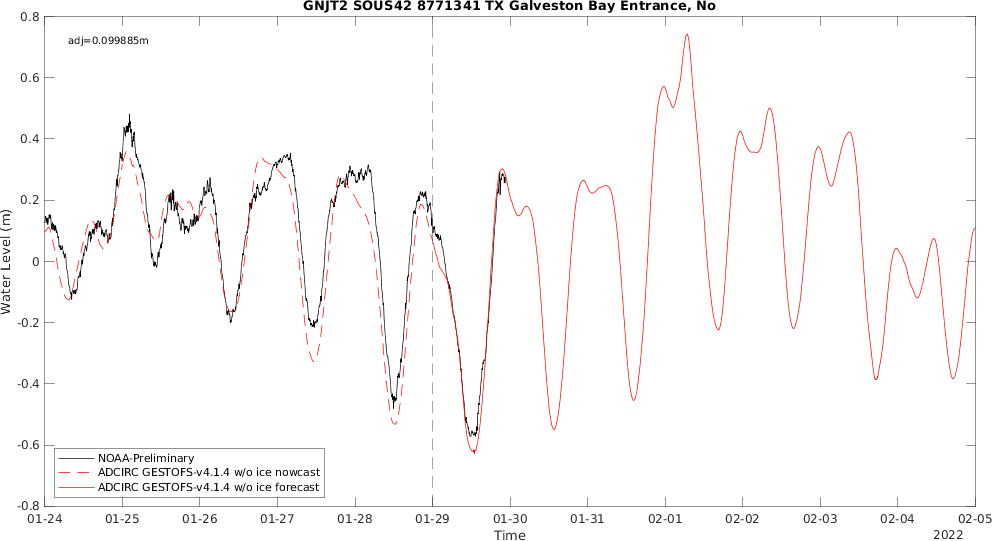 GNJT2 SOUS42 8771341 TX Galveston Bay Entrance, No
adj=0.099885m
0.8
0.6
0.4
0.2
0
-0.2
-0.4
-0.6
-0.8
Water Level (m)
NOAA-Preliminary
ADCIRC GESTOFS-v4.1.4 w/o ice nowcast
ADCIRC GESTOFS-v4.1.4 w/o ice forecast
01-24 01-25 01-26 01-27 01-28 01-29 01-30 01-31 02-01 02-02 02-03 02-04 02-05
Time
2022